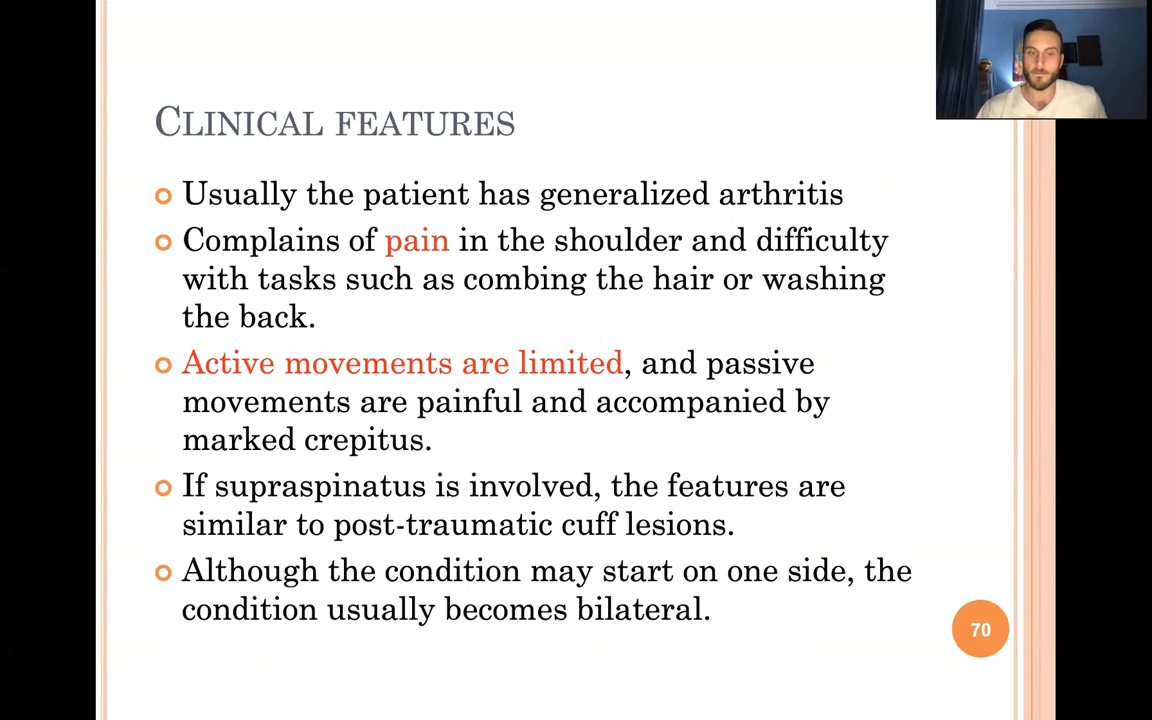 CLINICAL FEATURES
Usually the patient has generalized arthritis
Complains of pain in the shoulder and difficulty
with tasks such as combing the hair or washing
the back.
Active movements are limited, and passive
movements are painful and accompanied by
marked crepitus.
If supraspinatus is involved, the features are
similar to post-traumatic cuff lesions.
Although the condition may start on one side, the
condition usually becomes bilateral.
70